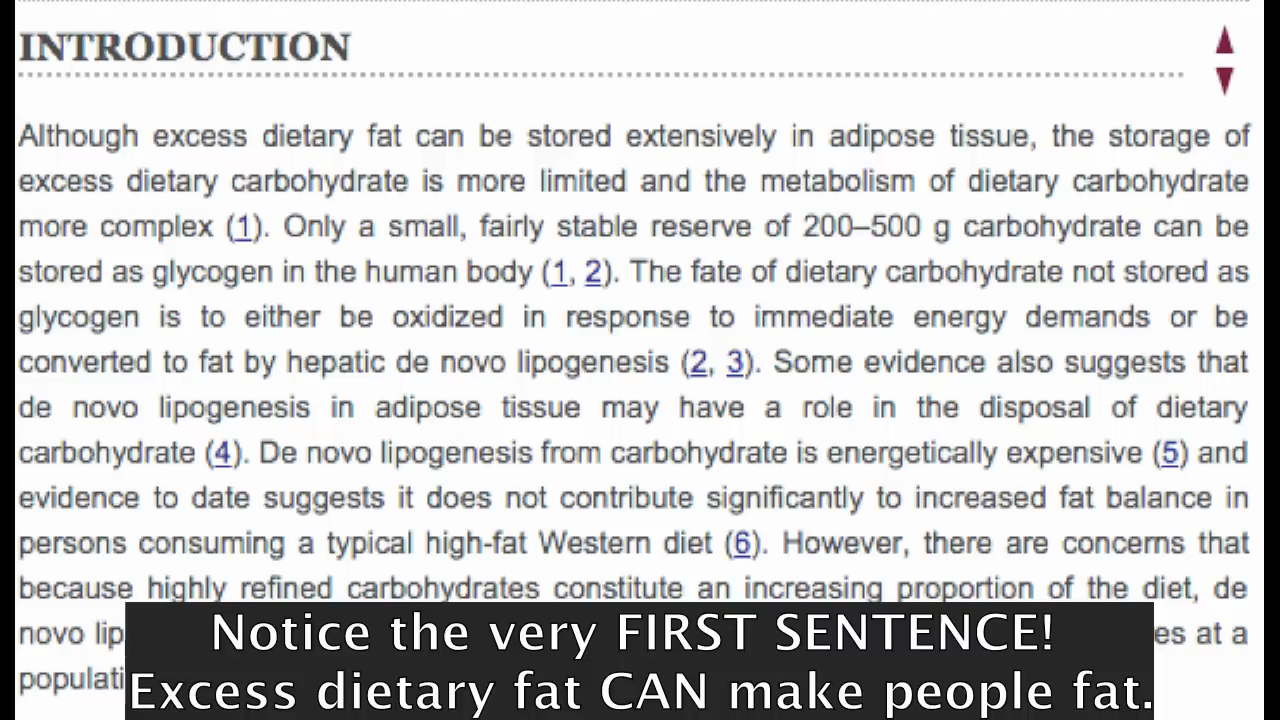 INTRODUCTION
Although excess dietary fat can be stored extensively in adipose tissue, the storage of
excess dietary carbohydrate is more limited and the metabolism of dietary carbohydrate
more complex (1). Only a small, fairly stable reserve of 200–500 g carbohydrate can be
stored as glycogen in the human body (1, 2). The fate of dietary carbohydrate not stored as
glycogen is to either be oxidized in response to immediate energy demands or be
converted to fat by hepatic de novo lipogenesis (2, 3). Some evidence also suggests that
de novo lipogenesis in adipose tissue may have a role in the disposal of dietary
carbohydrate (4). De novo lipogenesis from carbohydrate is energetically expensive (5) and
evidence to date suggests it does not contribute significantly to increased fat balance in
persons consuming a typical high-fat Western diet (6). However, there are concerns that
because highly refined carbohydrates constitute an increasing proportion of the diet, de
novo lip es at a
populati
Notice the very FIRST SENTENCE!
Excess dietary fat CAN make people fat.